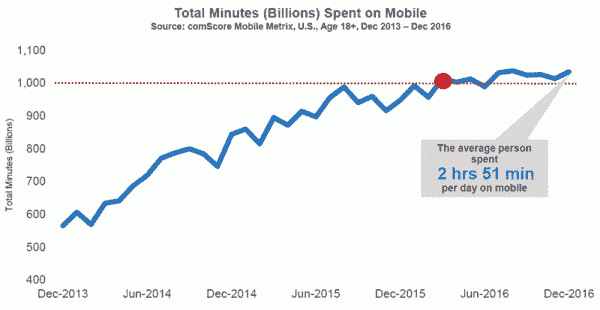 Total Minutes (Billions) Spent on Mobile
Source: comScore Mobile Metrix, U.S., Age 18+, Dec 2013 – Dec 2016
Total Minutes (Billions)
1,100
1,000
900
800
700
600
500
400
The average person
spent
2 hrs 51 min
per day on mobile
Dec-2013
Jun-2014
Dec-2014
Jun-2015
Dec-2015
Jun-2016
Dec-2016